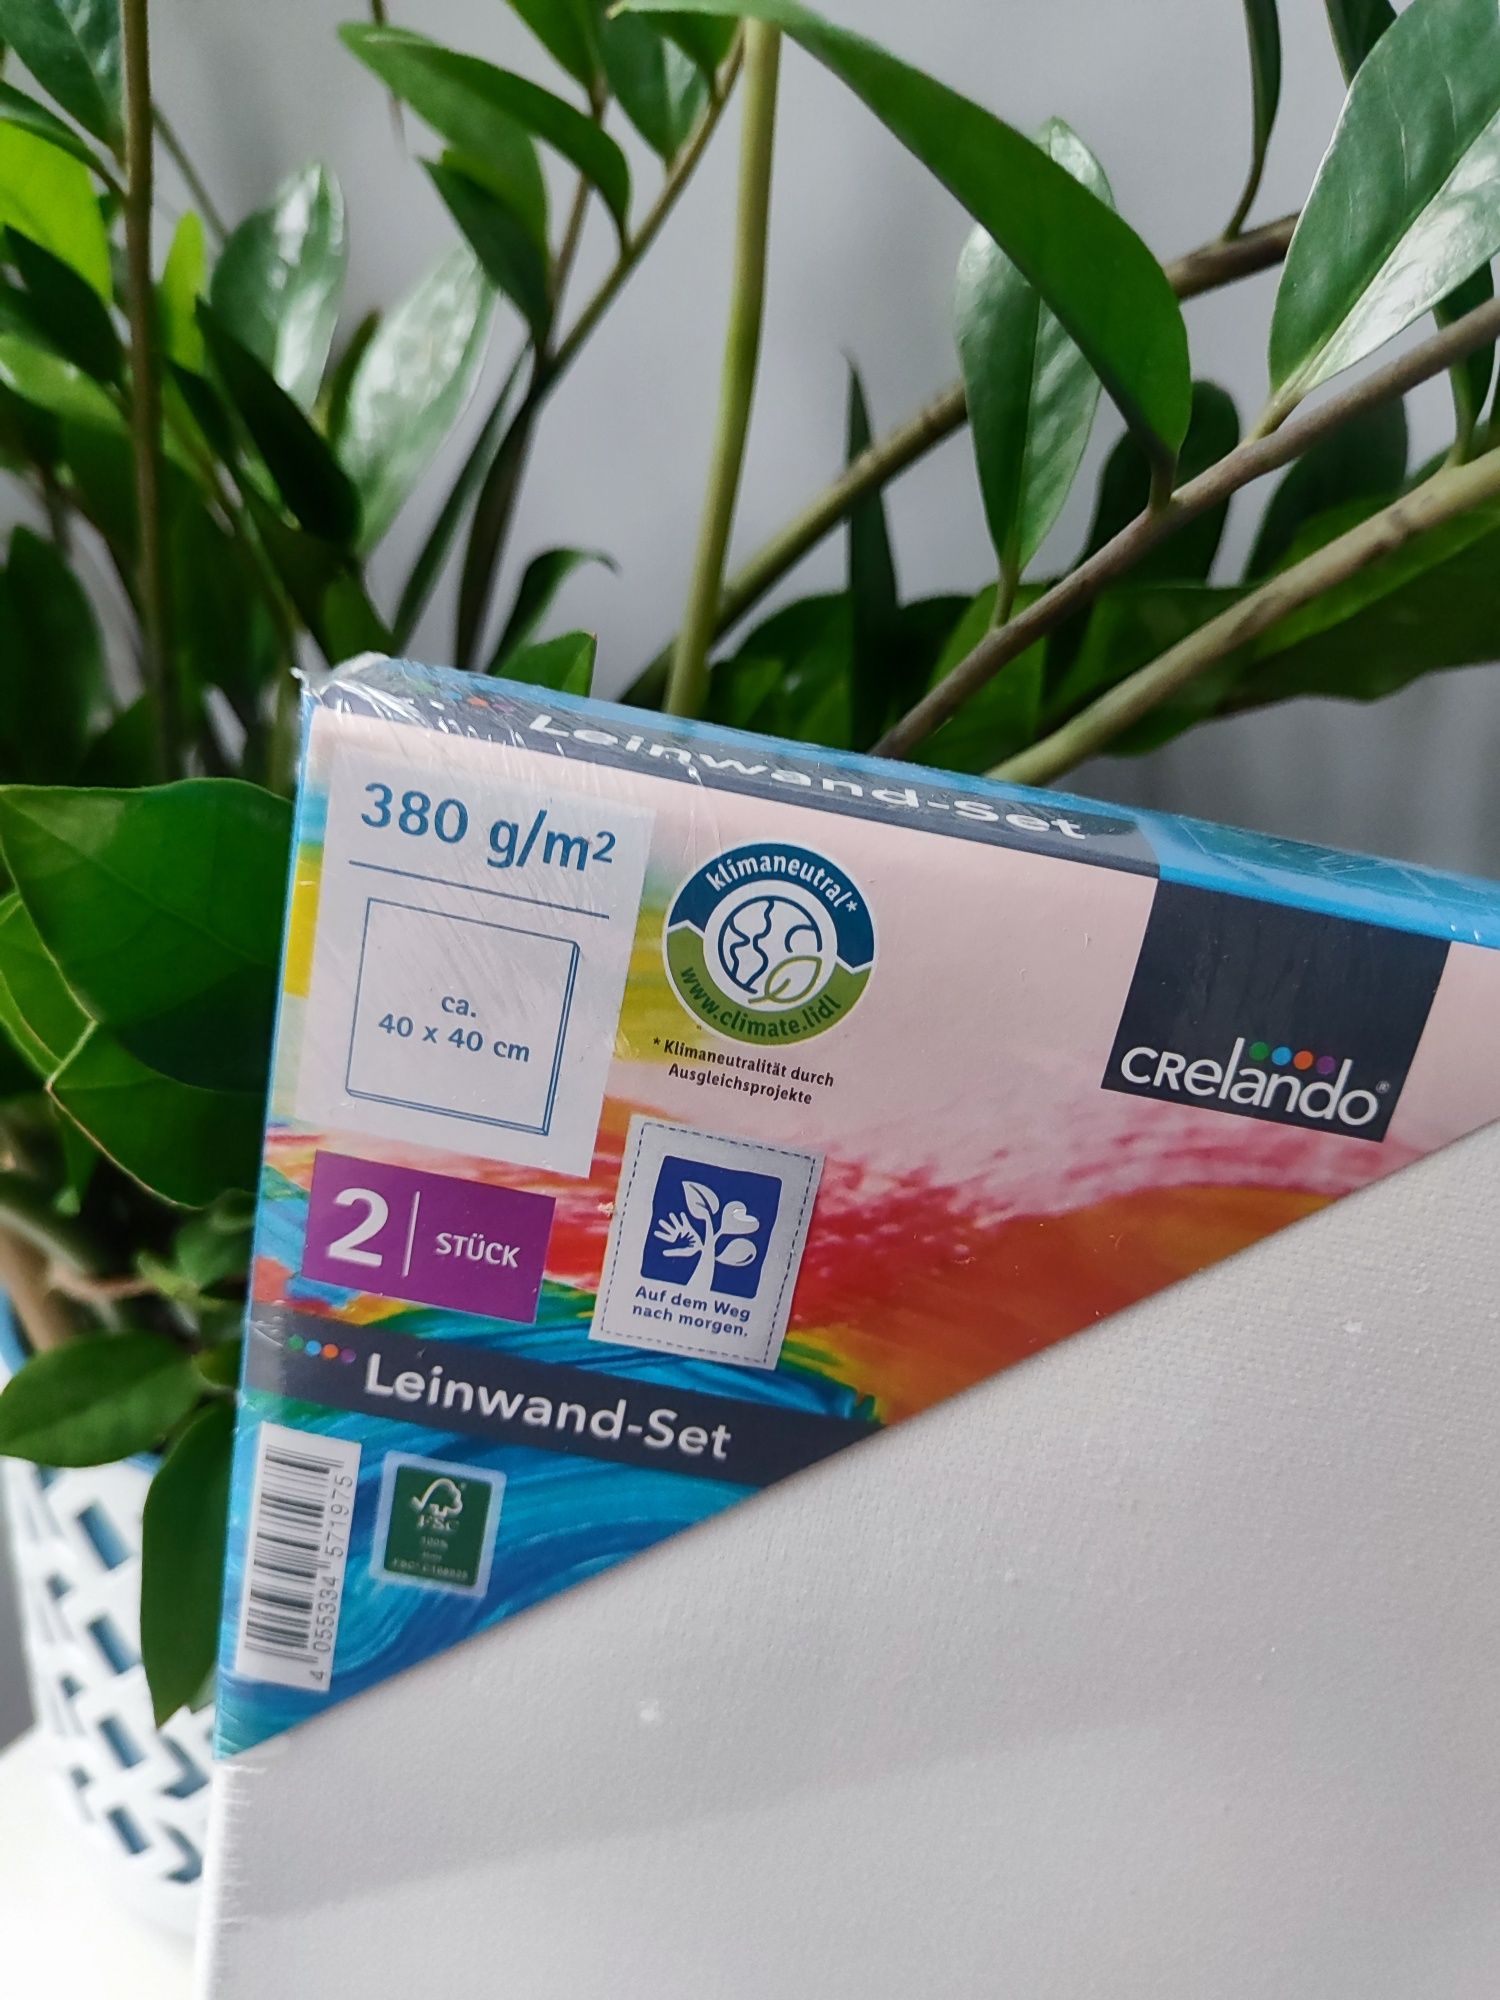 Leinwand-Set
380 g/m²
ca.
40 x 40 cm
klimaneutral*
www.climate.lidl
* Klimaneutralität durch
Ausgleichsprojekte
CRelando®
2 STÜCK
Auf dem Weg
nach morgen.
Leinwand-Set
4 055334 571975
FSC
100%